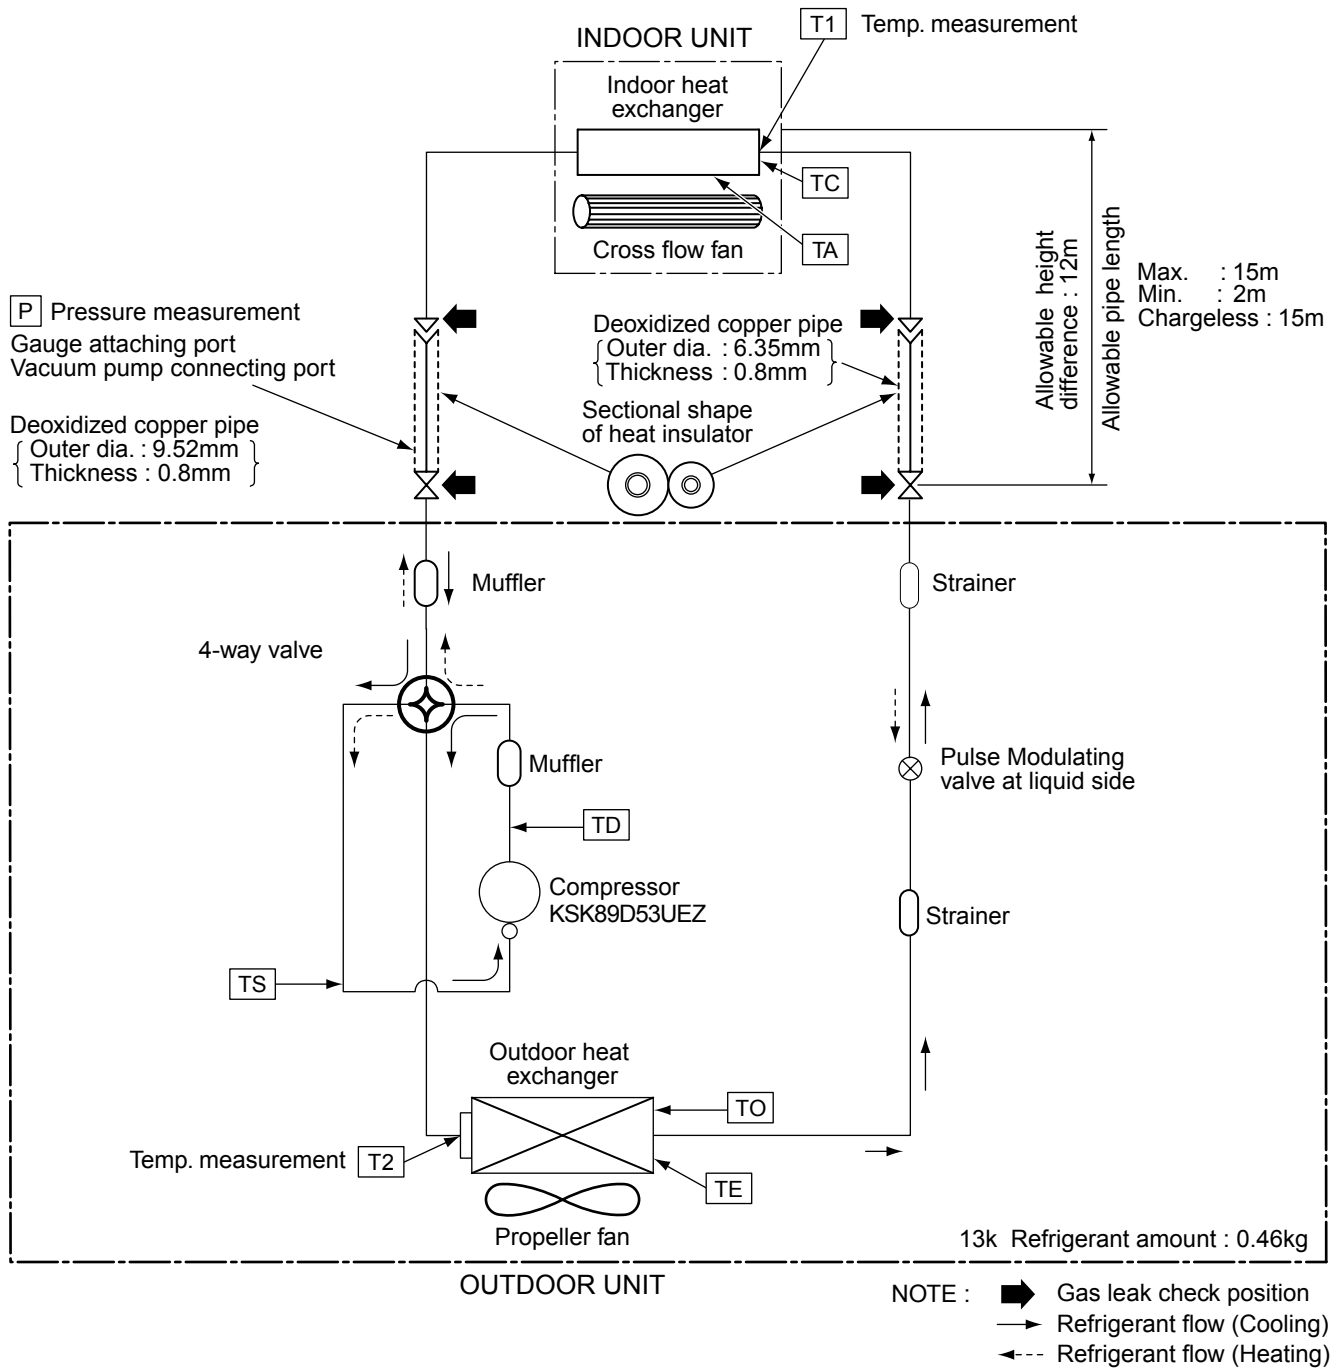 T1 Temp. measurement
INDOOR UNIT
Indoor heat
exchanger
TC
Cross flow fan
TA
Allowable height
difference : 12m
Allowable pipe length
Max. : 15m
Min. : 2m
Chargeless : 15m
P Pressure measurement
Gauge attaching port
Vacuum pump connecting port
Deoxidized copper pipe
Outer dia. : 9.52mm
Thickness : 0.8mm
Deoxidized copper pipe
Outer dia. : 6.35mm
Thickness : 0.8mm
Sectional shape
of heat insulator
Muffler
Strainer
4-way valve
Muffler
Pulse Modulating
valve at liquid side
TD
Compressor
KSK89D53UEZ
Strainer
TS
Outdoor heat
exchanger
TO
Temp. measurement T2
TE
Propeller fan
13k Refrigerant amount : 0.46kg
OUTDOOR UNIT
NOTE : Gas leak check position
Refrigerant flow (Cooling)
Refrigerant flow (Heating)